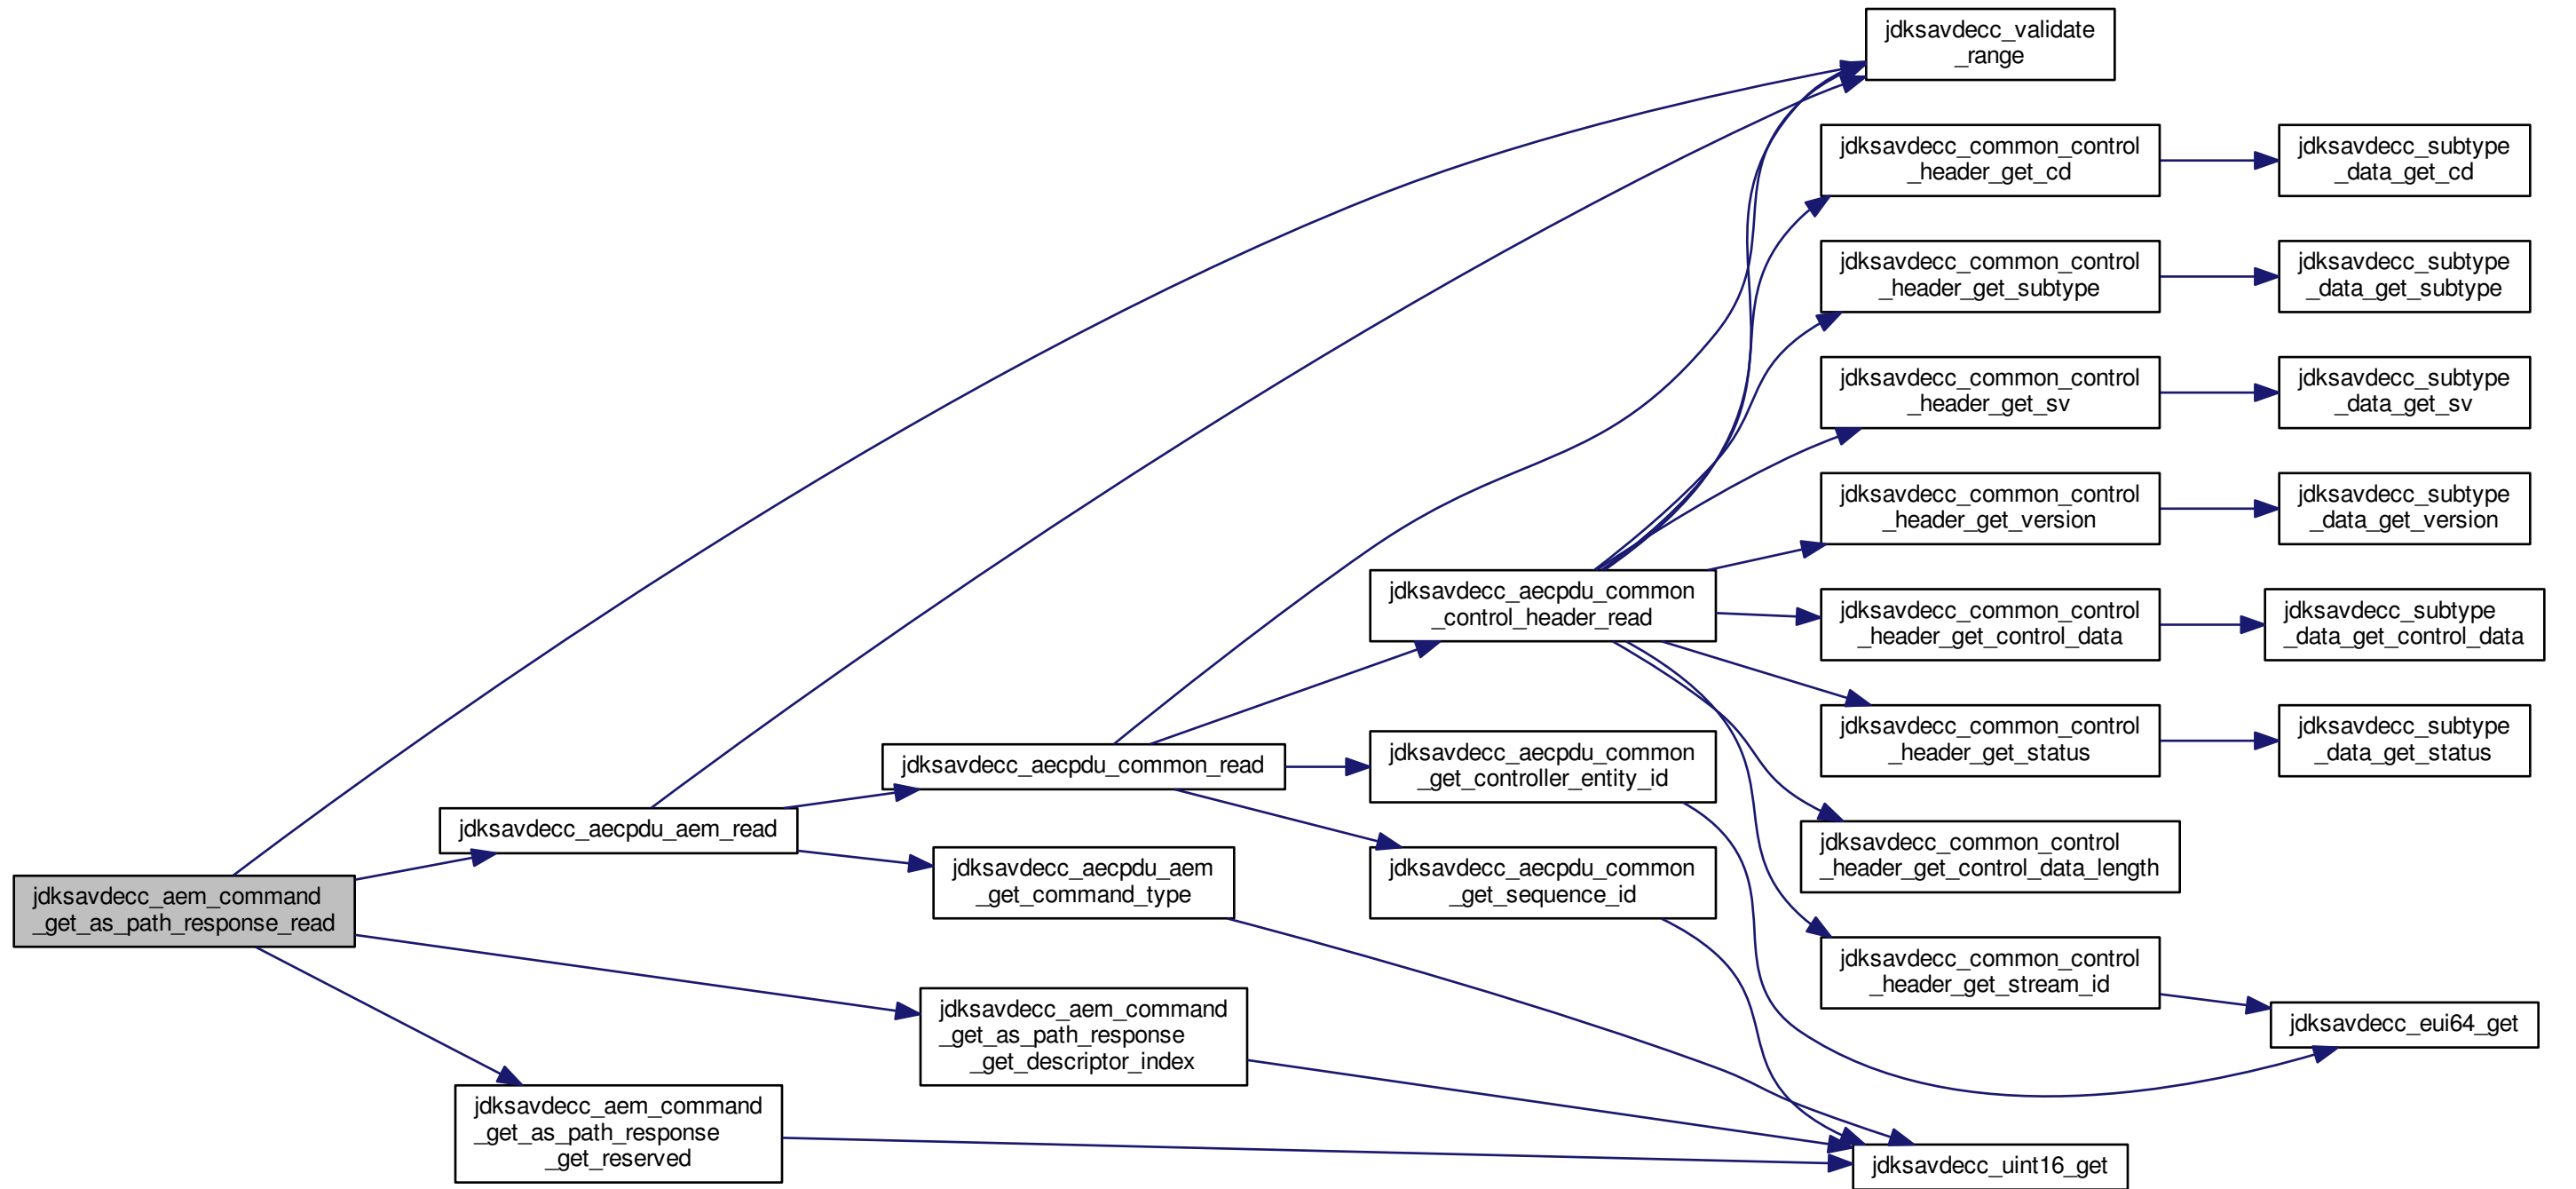 jdksavdecc_validate
_range
jdksavdecc_common_control
_header_get_cd
jdksavdecc_subtype
_data_get_cd
jdksavdecc_common_control
_header_get_subtype
jdksavdecc_subtype
_data_get_subtype
jdksavdecc_common_control
_header_get_sv
jdksavdecc_subtype
_data_get_sv
jdksavdecc_common_control
_header_get_version
jdksavdecc_subtype
_data_get_version
jdksavdecc_aecpdu_common
_control_header_read
jdksavdecc_common_control
_header_get_control_data
jdksavdecc_subtype
_data_get_control_data
jdksavdecc_common_control
_header_get_status
jdksavdecc_subtype
_data_get_status
jdksavdecc_aecpdu_common_read
jdksavdecc_aecpdu_common
_get_controller_entity_id
jdksavdecc_aecpdu_aem_read
jdksavdecc_common_control
_header_get_control_data_length
jdksavdecc_aecpdu_aem
_get_command_type
jdksavdecc_aecpdu_common
_get_sequence_id
jdksavdecc_aem_command
_get_as_path_response_read
jdksavdecc_common_control
_header_get_stream_id
jdksavdecc_eui64_get
jdksavdecc_aem_command
_get_as_path_response
_get_descriptor_index
jdksavdecc_aem_command
_get_as_path_response
_get_reserved
jdksavdecc_uint16_get